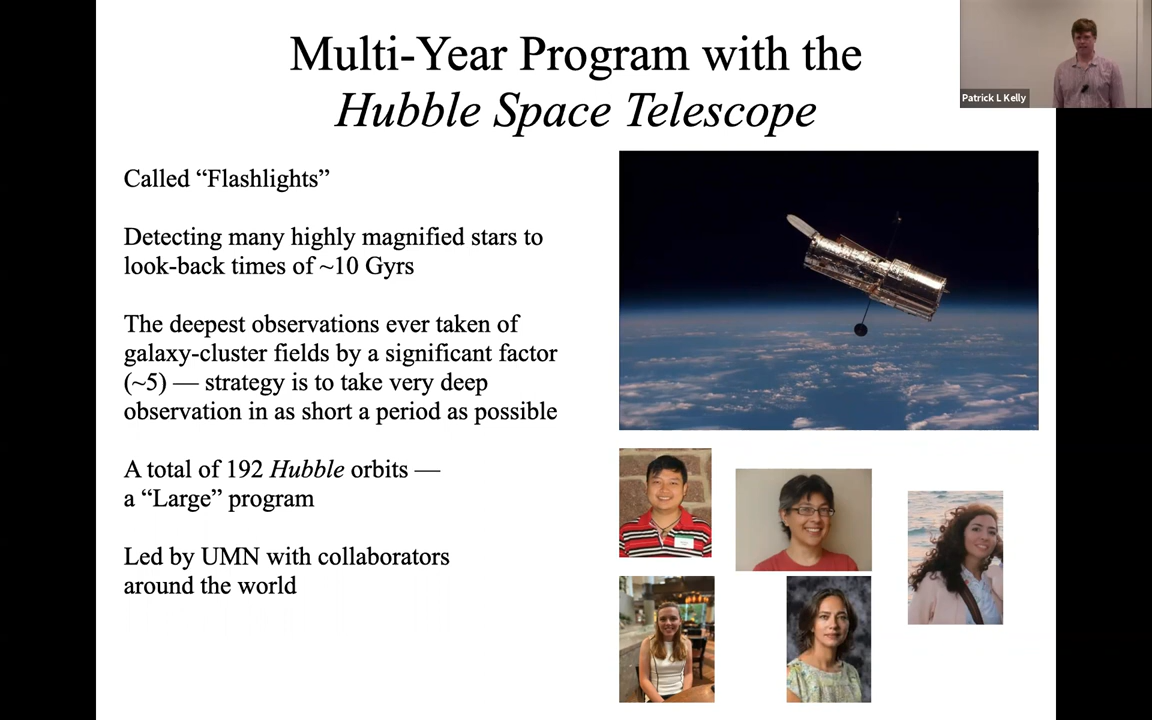 Multi-Year Program with the
Hubble Space Telescope
Patrick L Kelly
Called “Flashlights”
Detecting many highly magnified stars to
look-back times of ~10 Gyrs
The deepest observations ever taken of
galaxy-cluster fields by a significant factor
(~5) — strategy is to take very deep
observation in as short a period as possible
A total of 192 Hubble orbits —
a “Large” program
Led by UMN with collaborators
around the world